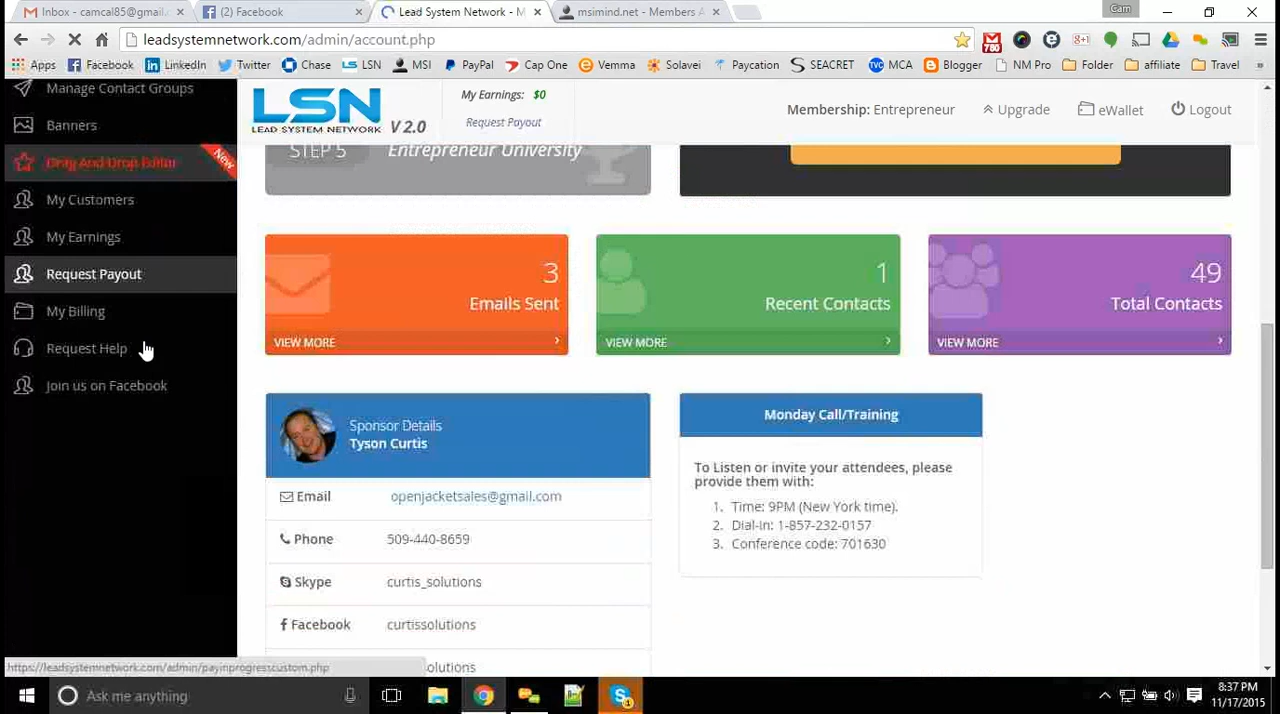 Inbox - camcal85@gmail.
(2) Facebook
Lead System Network - M
msimind.net - Members A
Cam
leadsystemnetwork.com/admin/account.php
780
Apps Facebook LinkedIn Twitter Chase LSN MSI PayPal Cap One Vemma Solavei Paycation SEACRET MCA Blogger NM Pro Folder affiliate Travel
Manage Contact Groups
Banners
Drag And Drop Editor
New
My Customers
My Earnings
Request Payout
My Billing
Request Help
Join us on Facebook
LSN
LEAD SYSTEM NETWORK
V 2.0
My Earnings: $0
Request Payout
Membership: Entrepreneur
Upgrade
eWallet
Logout
STEP 5
Entrepreneur University
3
Emails Sent
VIEW MORE
1
Recent Contacts
VIEW MORE
49
Total Contacts
VIEW MORE
Sponsor Details
Tyson Curtis
Email openjacketsales@gmail.com
Phone 509-440-8659
Skype curtis_solutions
Facebook curtissolutions
olutions
Monday Call/Training
To Listen or invite your attendees, please
provide them with:
1. Time: 9PM (New York time).
2. Dial-in: 1-857-232-0157
3. Conference code: 701630
https://leadsystemnetwork.com/admin/payinprogresscustom.php
Ask me anything
8:37 PM
11/17/2015